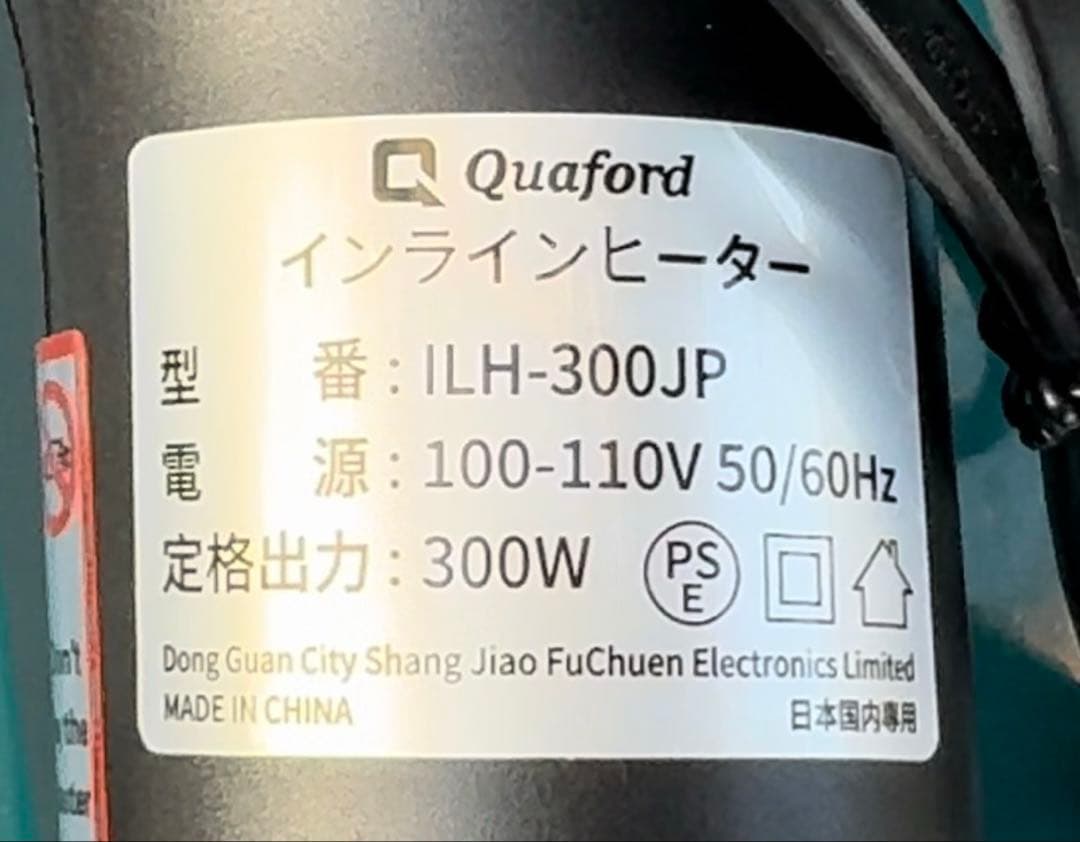 Quaford
インラインヒーター
型 番 : ILH-300JP
電 源 : 100-110V 50/60Hz
定格出力 : 300W PSE
Dong Guan City Shang Jiao FuChuen Electronics Limited
MADE IN CHINA 日本国内専用
the